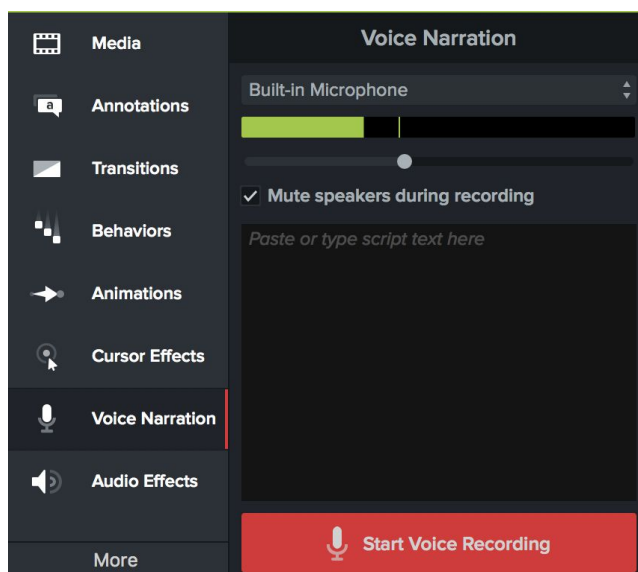 Media
Annotations
Transitions
Behaviors
Animations
Cursor Effects
Voice Narration
Audio Effects
More
Voice Narration
Built-in Microphone
Mute speakers during recording
Paste or type script text here
Start Voice Recording
a